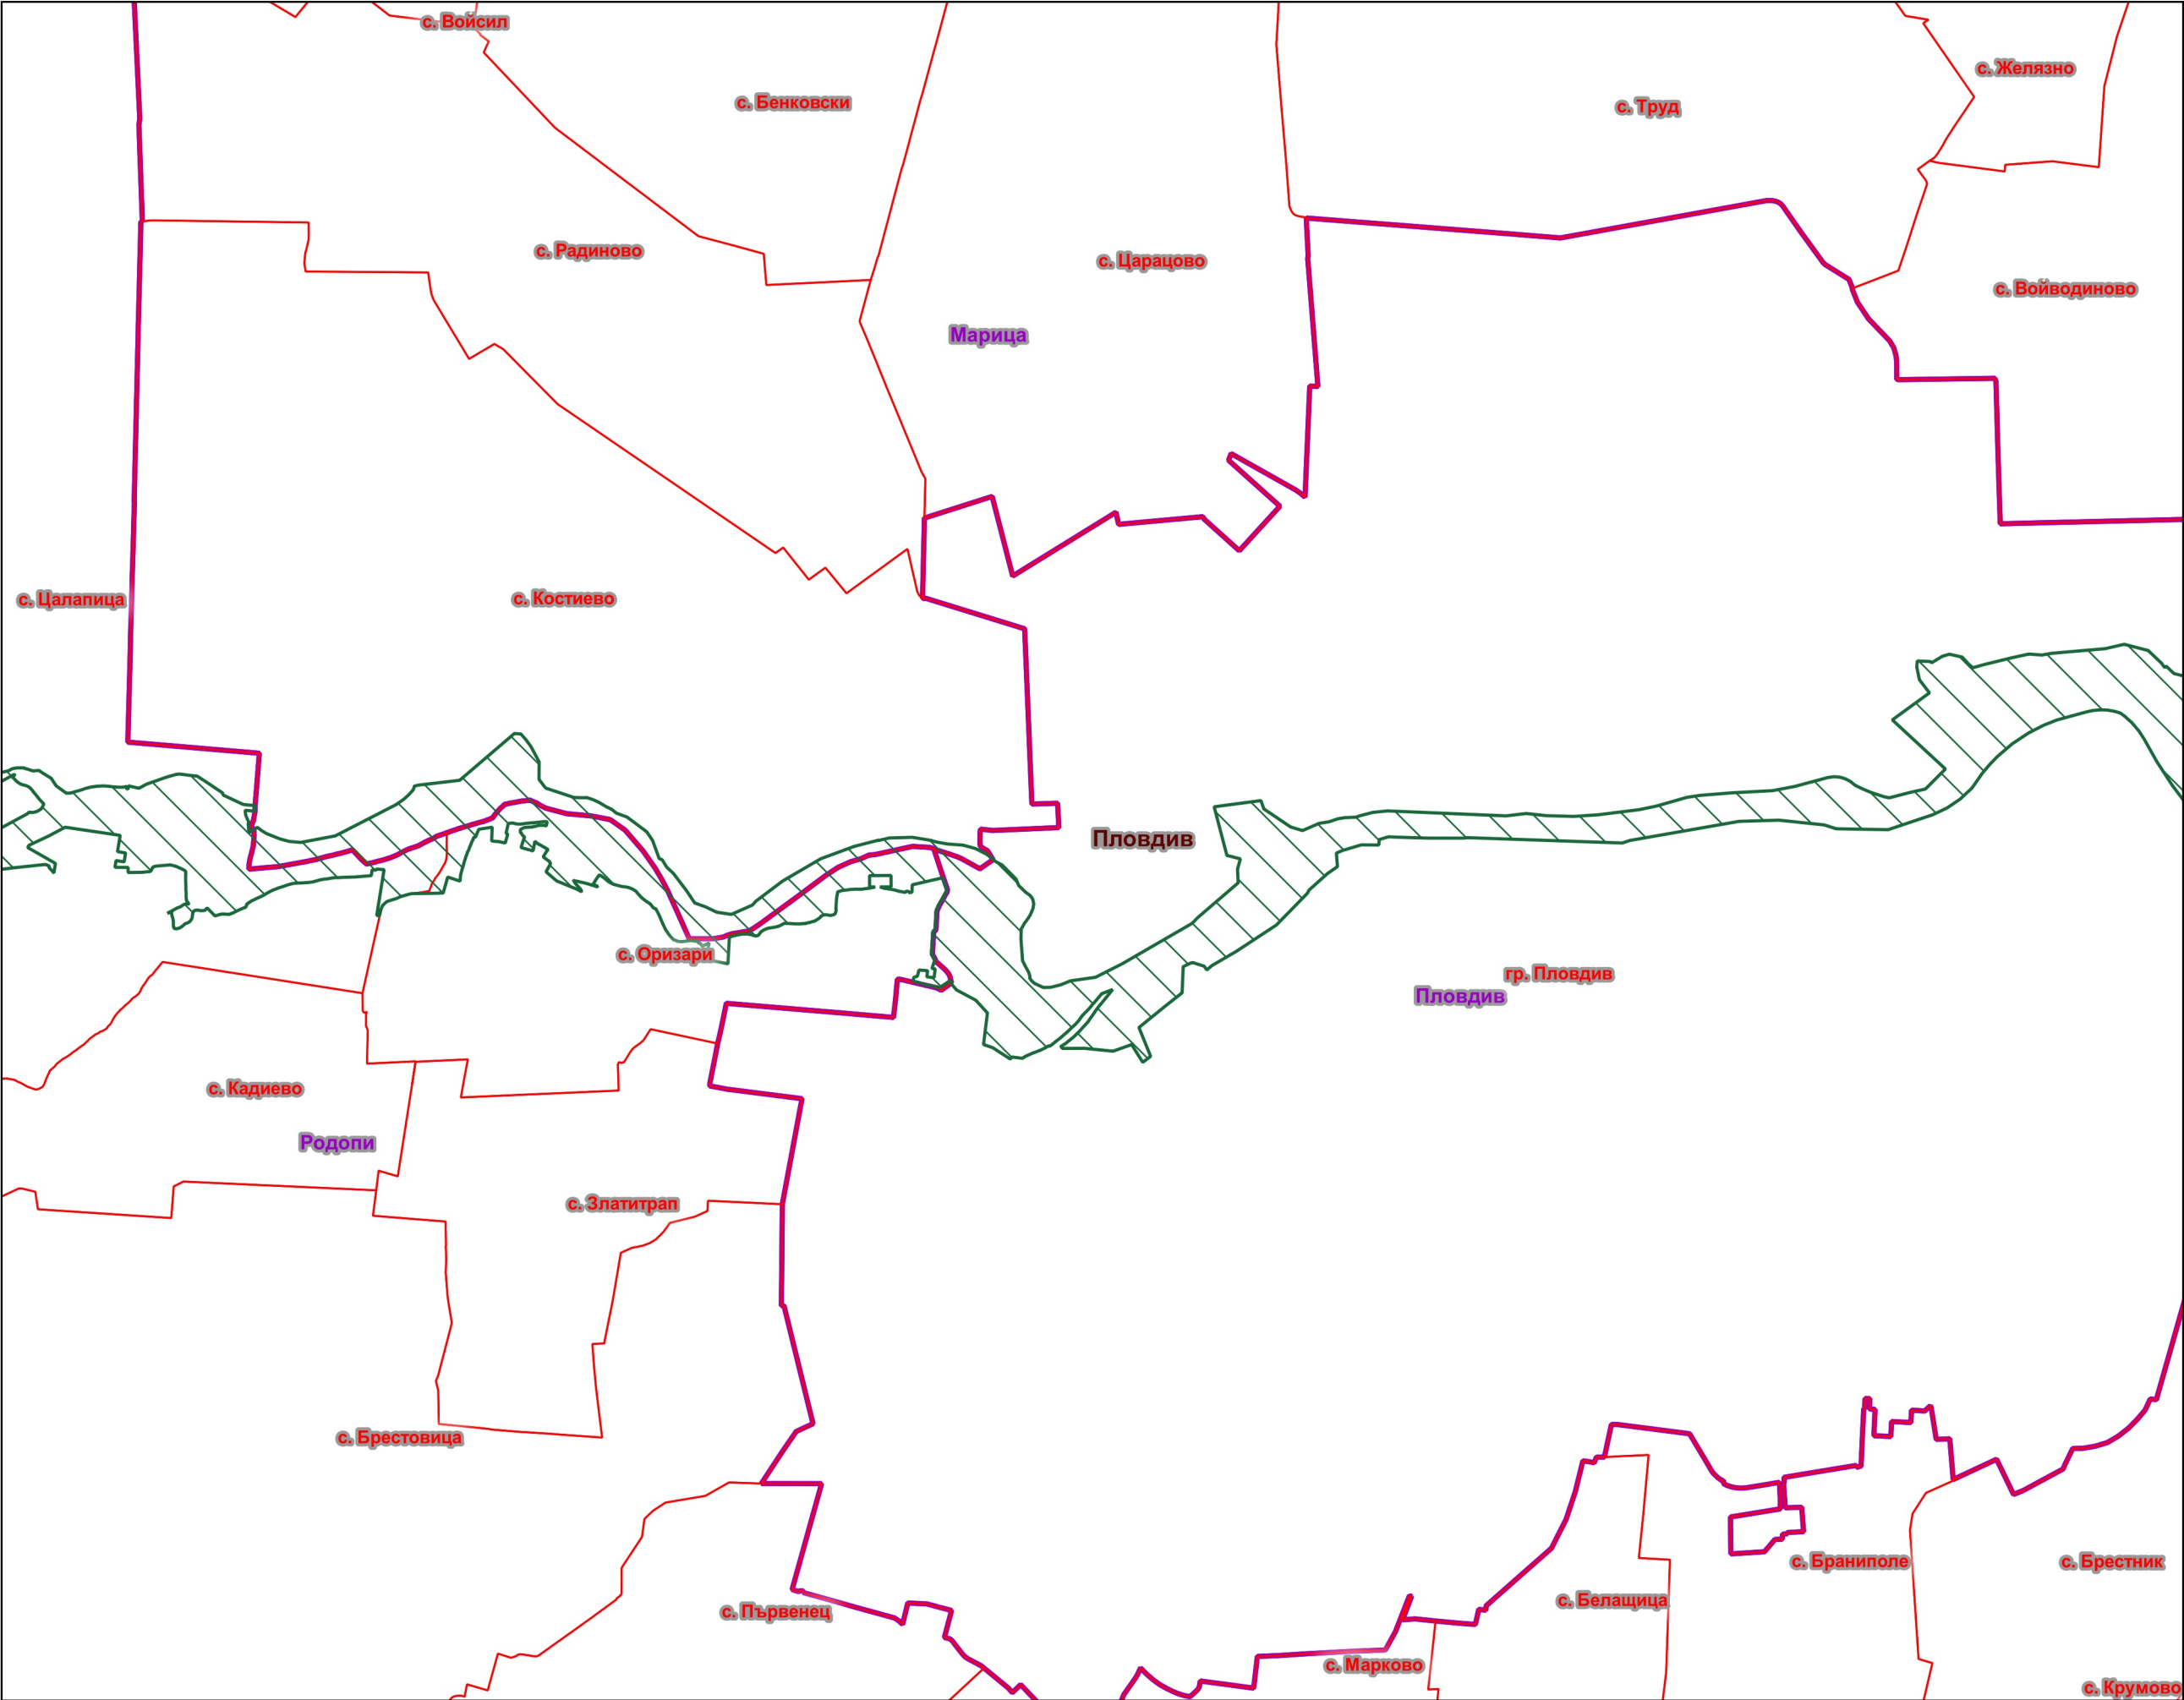 с. Войсил
с. Желязно
с. Бенковски
с. Труд
с. Радиново
с. Царацово
с. Войводиново
Марица
с. Цалапица
с. Костиево
Пловдив
с. Оризари
гр. Пловдив
Пловдив
с. Кадиево
Родопи
с. Златитрап
с. Брестовица
с. Браниполе
с. Брестник
с. Белащица
с. Първенец
с. Марково
с. Крумово